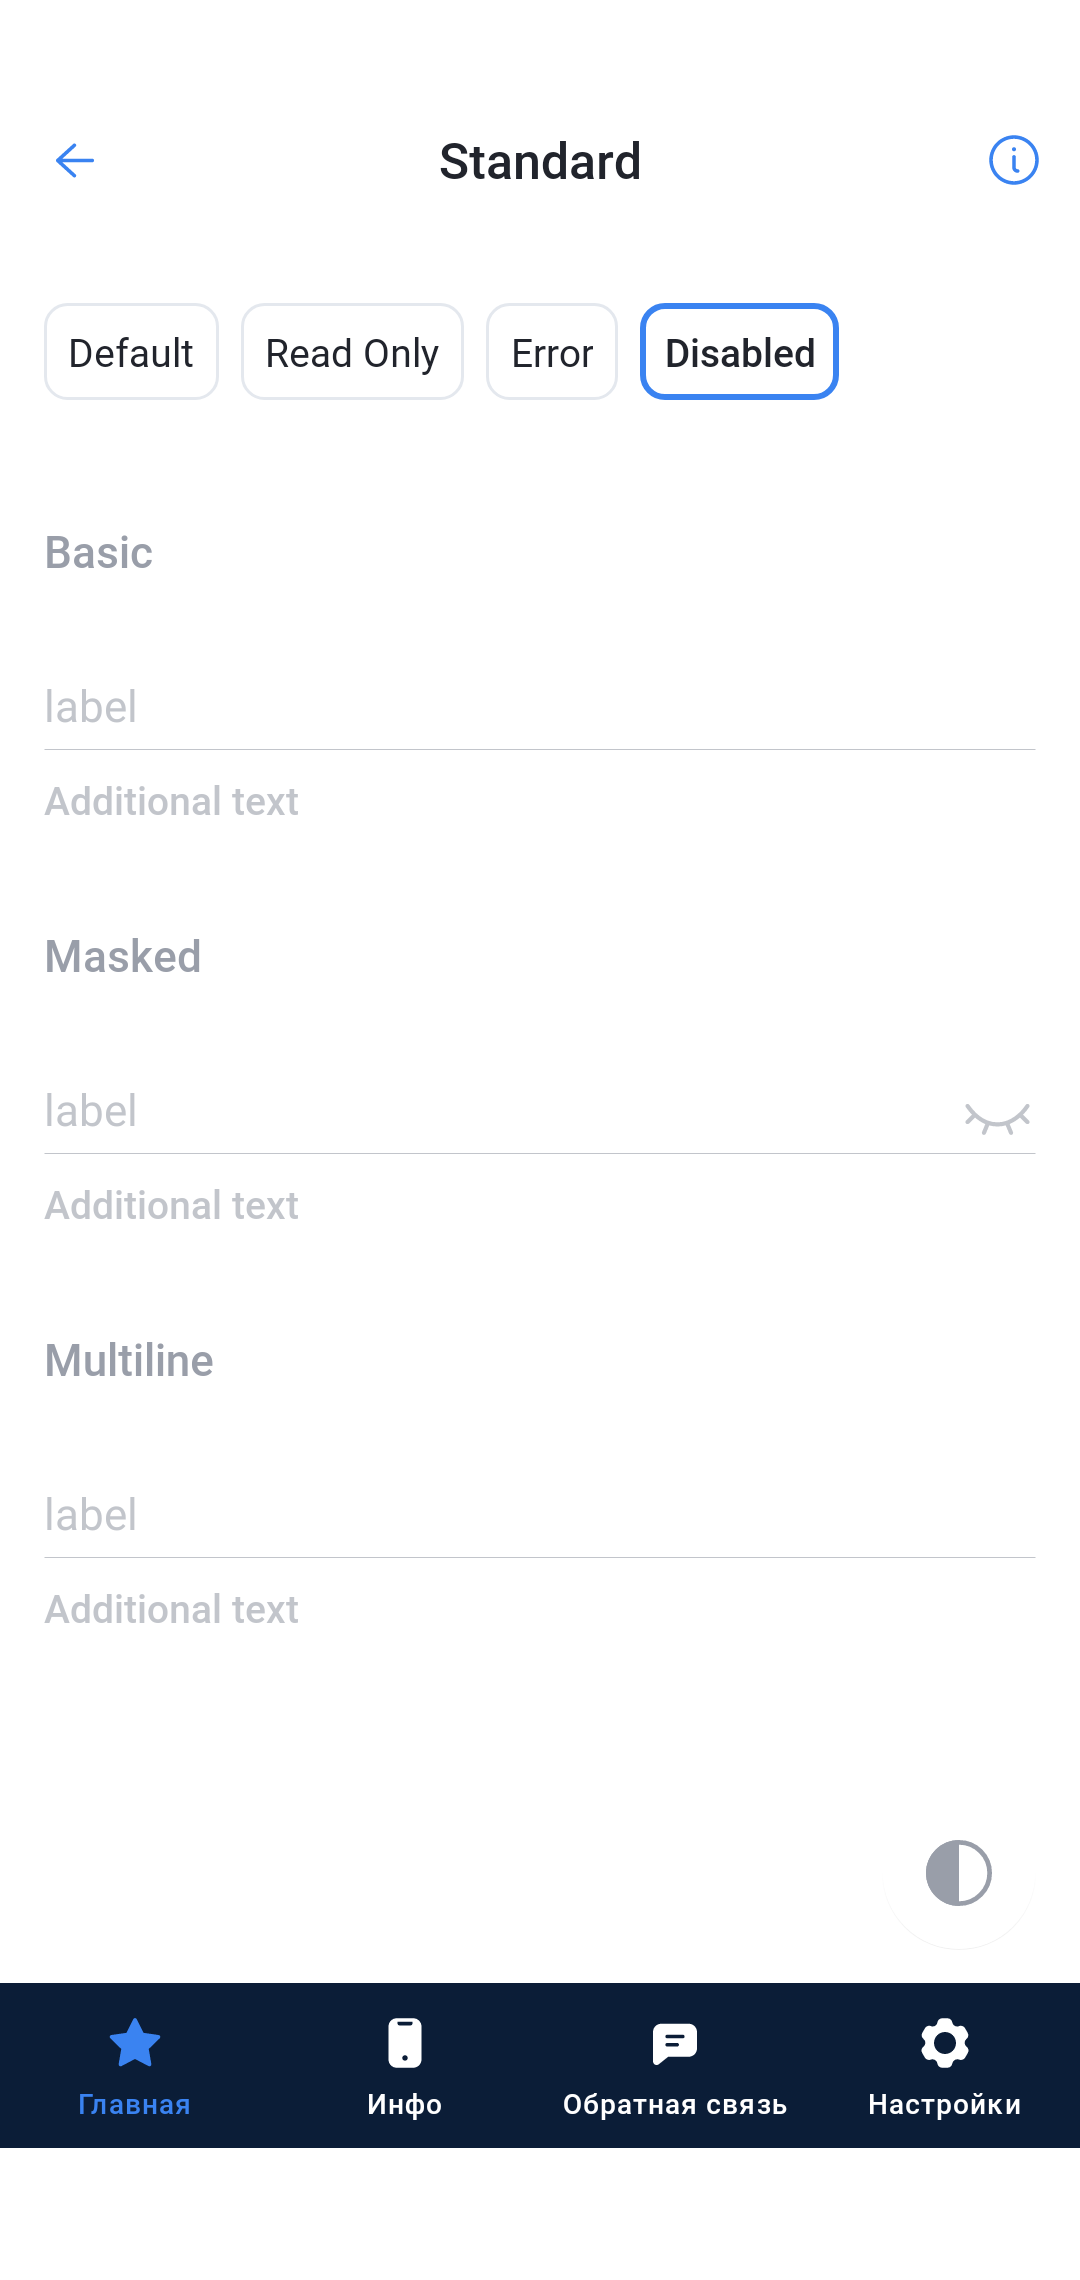 Standard
Default
Read Only
Error
Disabled
Basic
label
Additional text
Masked
label
Additional text
Multiline
label
Additional text
Главная
Инфо
Обратная связь
Настройки